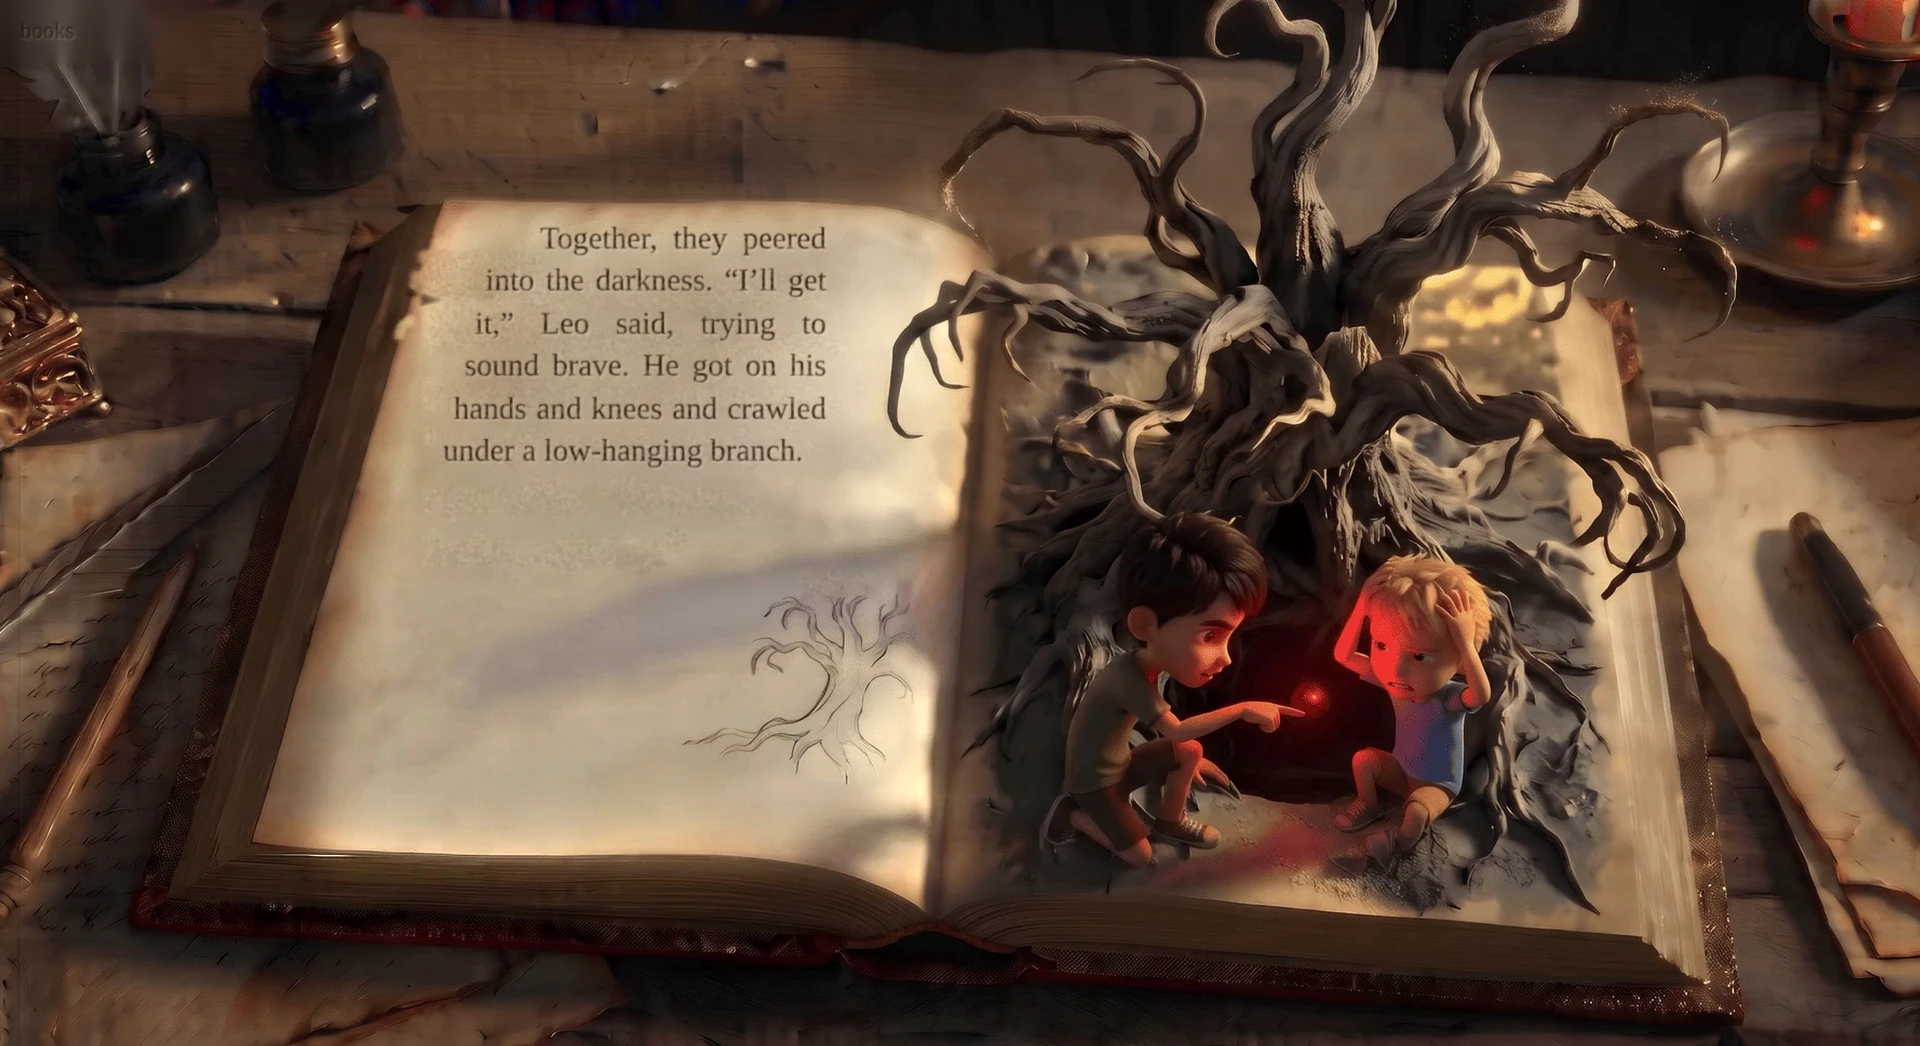 books
Together, they peered
into the darkness. “I’ll get
it,” Leo said, trying to
sound brave. He got on his
hands and knees and crawled
under a low-hanging branch.